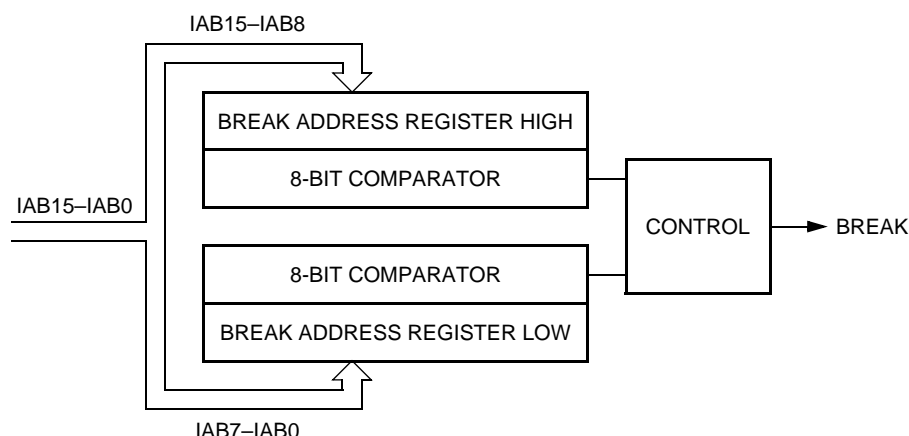 IAB15–IAB8
BREAK ADDRESS REGISTER HIGH
8-BIT COMPARATOR
IAB15–IAB0
CONTROL
BREAK
8-BIT COMPARATOR
BREAK ADDRESS REGISTER LOW
IAB7–IAB0